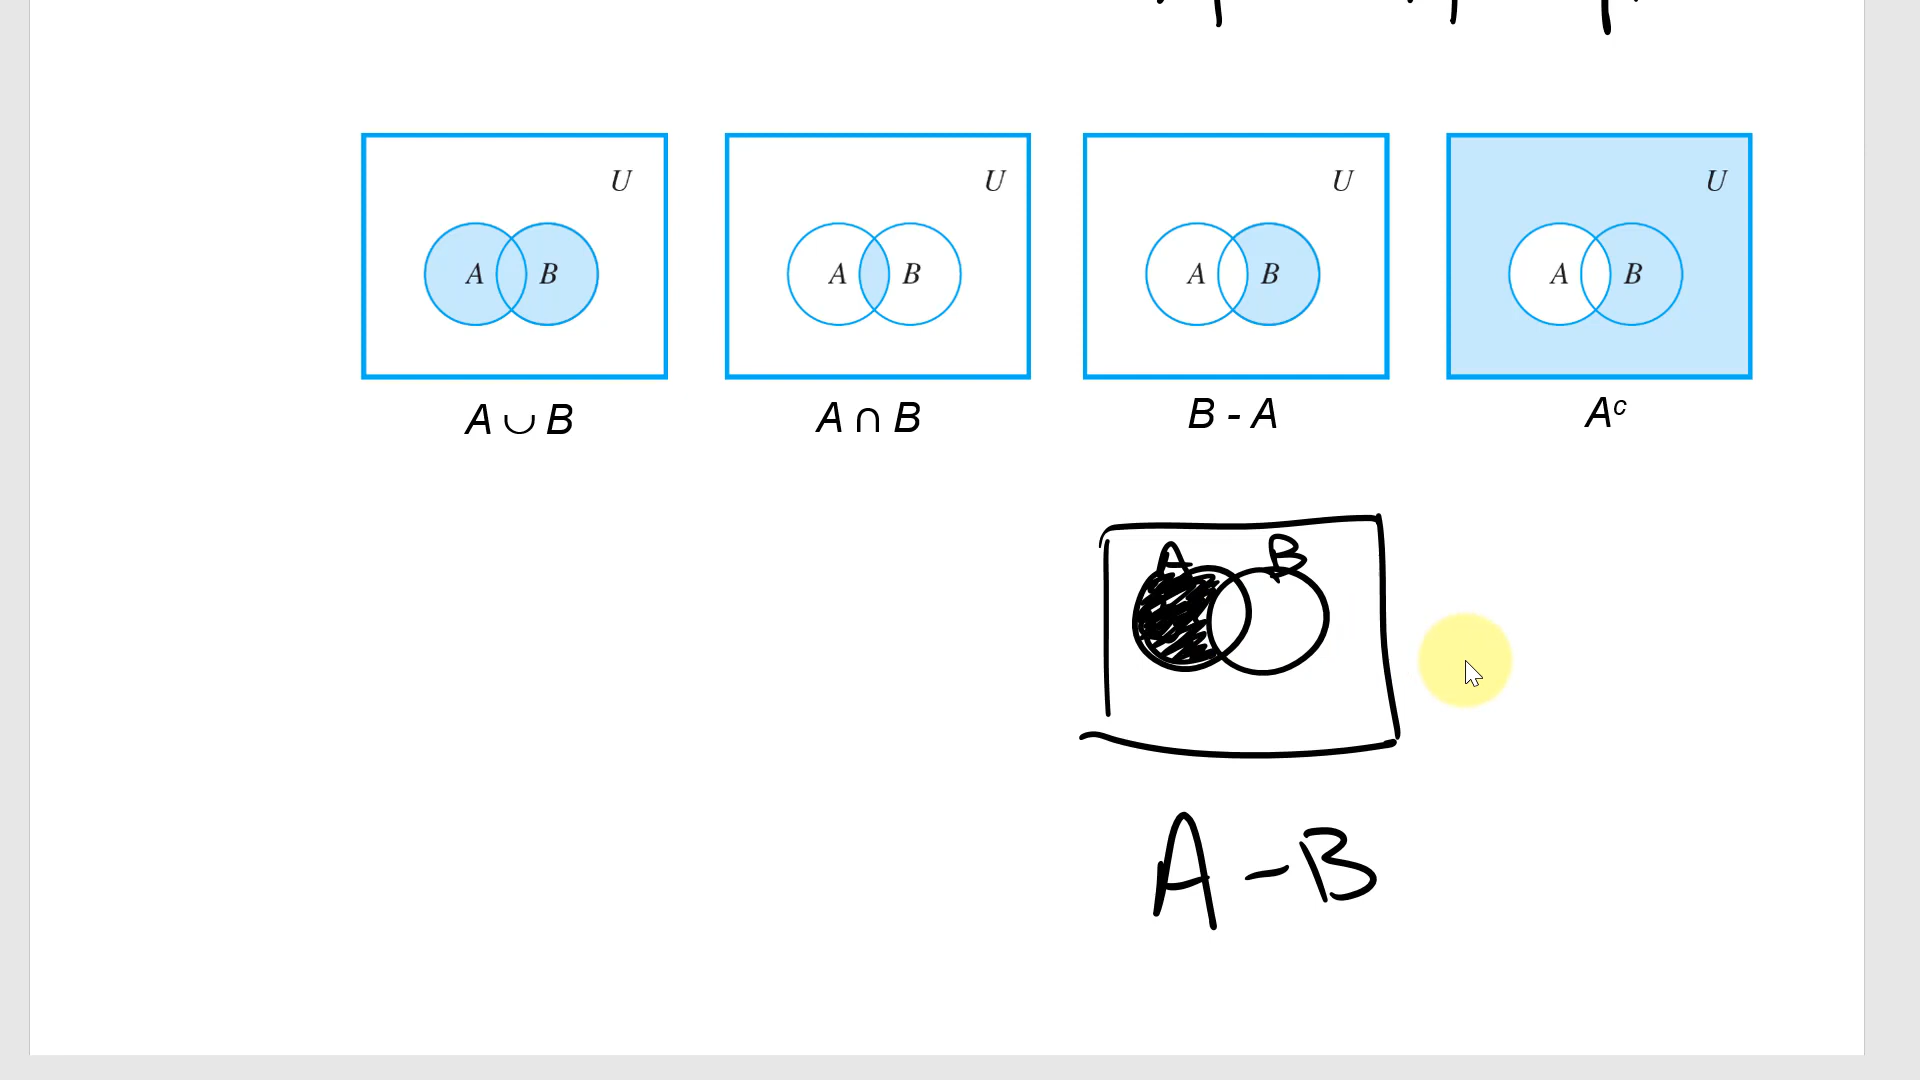 U U U U
A B A B A B A B
A ∪ B A ∩ B B - A Aᶜ
A B
A - B